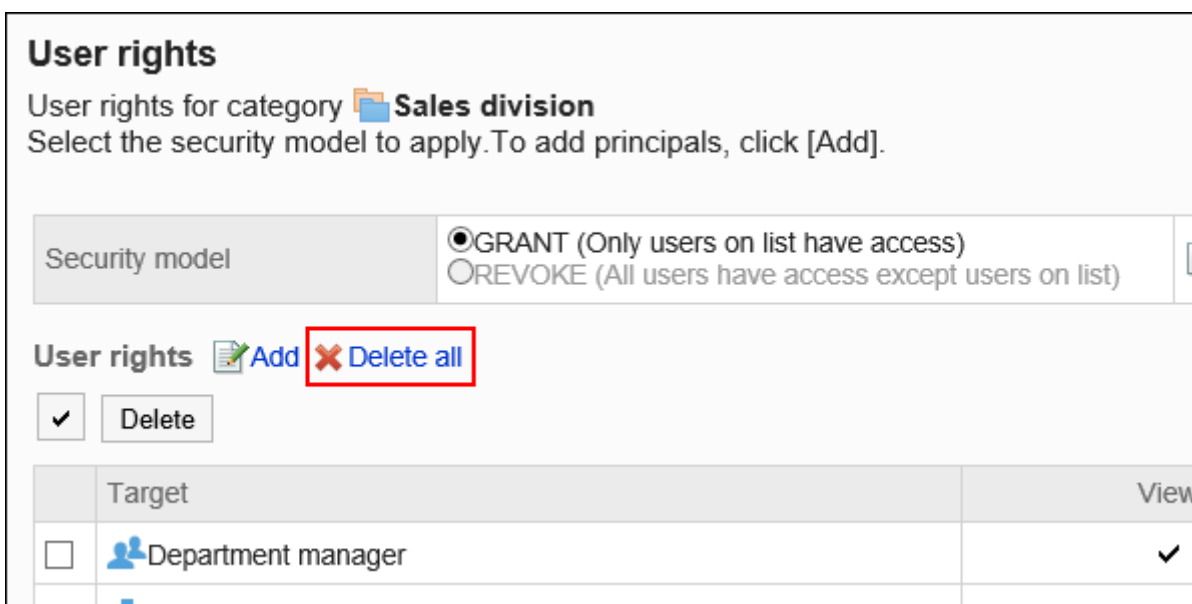 User rights
User rights for category Sales division
Select the security model to apply.To add principals, click [Add].
Security model
GRANT (Only users on list have access)
REVOKE (All users have access except users on list)
User rights Add Delete all
Delete
Target View
Department manager